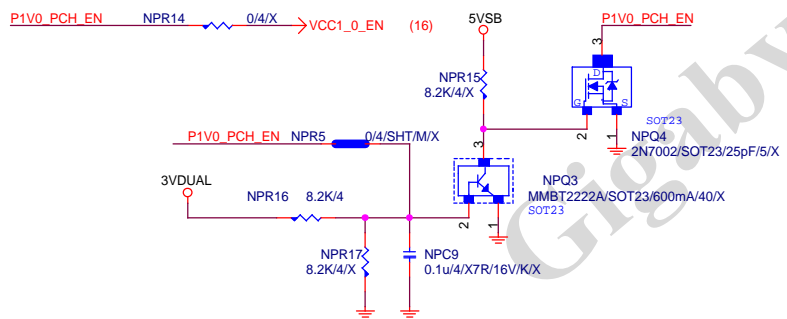 P1V0_PCH_EN NPR14 0/4/X VCC1_0_EN (16)
5VSB
P1V0_PCH_EN
3
D
G S
NPR15
8.2K/4/X
2 1
SOT23
NPQ4
2N7002/SOT23/25pF/5/X
P1V0_PCH_EN NPR5 0/4/SHT/M/X
3
3VDUAL
NPR16 8.2K/4
NPQ3
MMBT2222A/SOT23/600mA/40/X
SOT23
2 1
NPR17
8.2K/4/X
NPC9
0.1u/4/X7R/16V/K/X
Gigaby